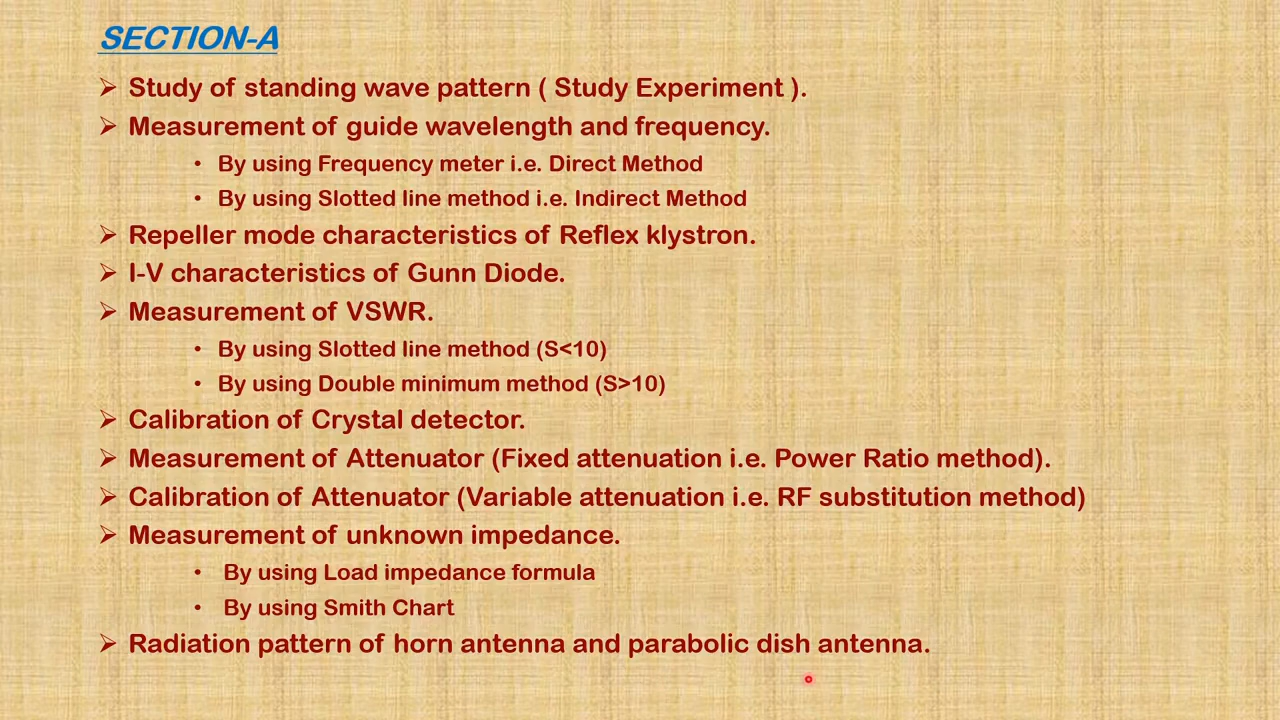 SECTION-A
➢ Study of standing wave pattern ( Study Experiment ).
➢ Measurement of guide wavelength and frequency.
• By using Frequency meter i.e. Direct Method
• By using Slotted line method i.e. Indirect Method
➢ Repeller mode characteristics of Reflex klystron.
➢ I-V characteristics of Gunn Diode.
➢ Measurement of VSWR.
• By using Slotted line method (S<10)
• By using Double minimum method (S>10)
➢ Calibration of Crystal detector.
➢ Measurement of Attenuator (Fixed attenuation i.e. Power Ratio method).
➢ Calibration of Attenuator (Variable attenuation i.e. RF substitution method)
➢ Measurement of unknown impedance.
• By using Load impedance formula
• By using Smith Chart
➢ Radiation pattern of horn antenna and parabolic dish antenna.